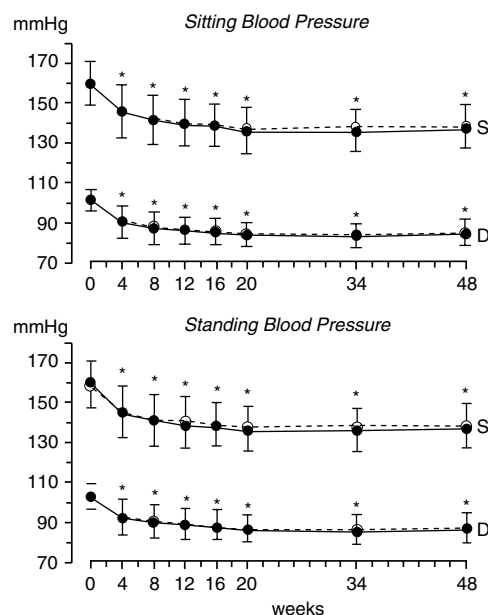 Sitting Blood Pressure
mmHg
170
* * * * * * *
150
130
S
110
* * * * * * *
90
D
70
0 4 8 12 16 20 34 48
Standing Blood Pressure
mmHg
170
* * * * * * *
150
130
S
110
* * * * * * *
90
D
70
0 4 8 12 16 20 34 48
weeks